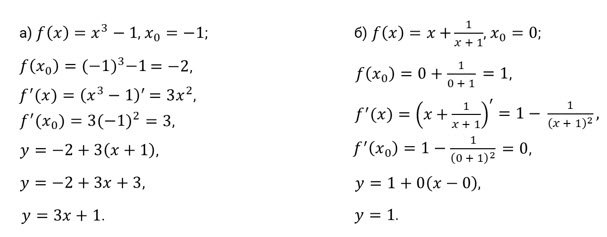 а) f(x) = x³ − 1, x₀ = −1;
f(x₀) = (−1)³−1 = −2,
f′(x) = (x³ − 1)′ = 3x²,
f′(x₀) = 3(−1)² = 3,
y = −2 + 3(x + 1),
y = −2 + 3x + 3,
y = 3x + 1.
б) f(x) = x + 1/(x + 1), x₀ = 0;
f(x₀) = 0 + 1/(0 + 1) = 1,
f′(x) = (x + 1/(x + 1))′ = 1 − 1/(x + 1)²,
f′(x₀) = 1 − 1/(0 + 1)² = 0,
y = 1 + 0(x − 0),
y = 1.